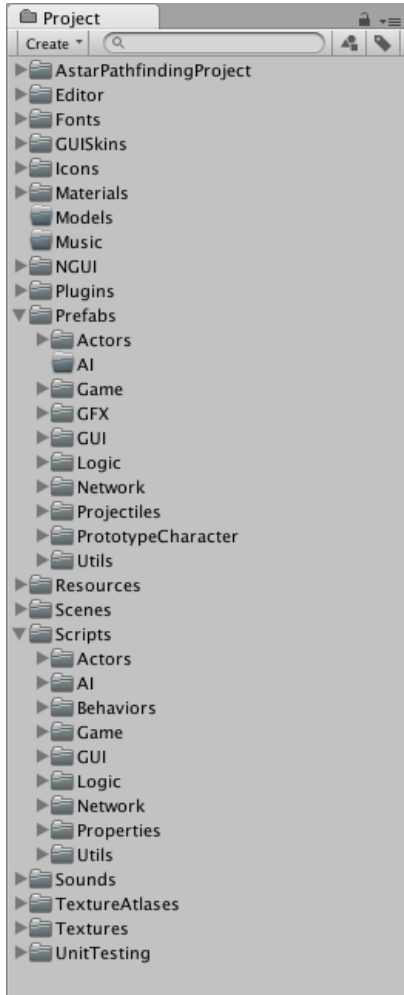 Project
Create
AstarPathfindingProject
Editor
Fonts
GUISkins
Icons
Materials
Models
Music
NGUI
Plugins
Prefabs
Actors
AI
Game
GFX
GUI
Logic
Network
Projectiles
PrototypeCharacter
Utils
Resources
Scenes
Scripts
Actors
AI
Behaviors
Game
GUI
Logic
Network
Properties
Utils
Sounds
TextureAtlases
Textures
UnitTesting